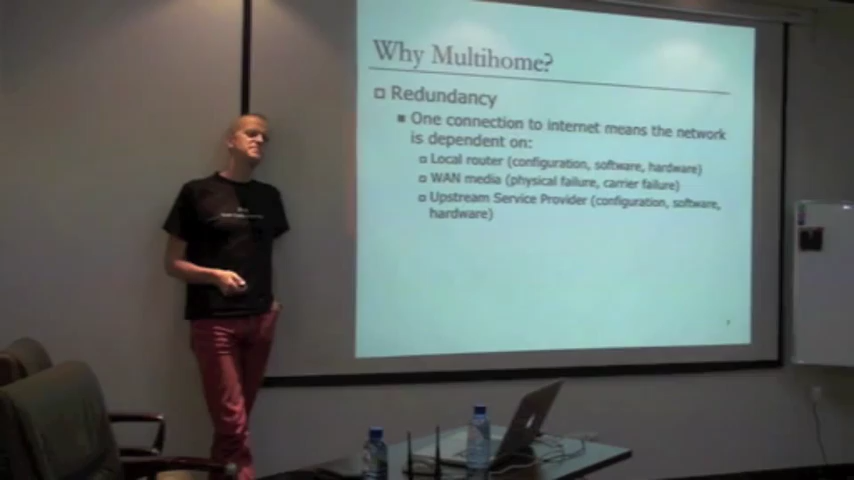 Why Multihome?
Redundancy
One connection to internet means the network
is dependent on:
Local router (configuration, software, hardware)
WAN media (physical failure, carrier failure)
Upstream Service Provider (configuration, software,
hardware)